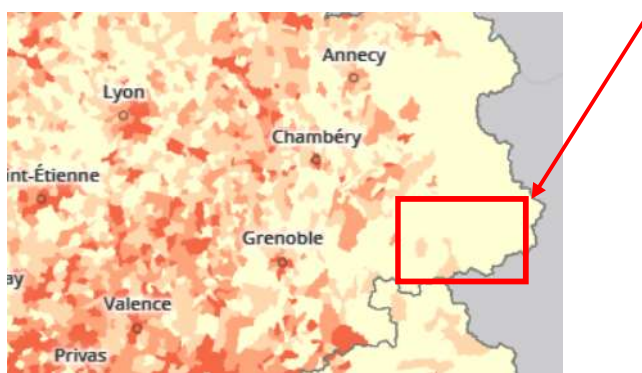 Annecy
Lyon
Chambéry
int-Étienne
Grenoble
ay
Valence
Privas